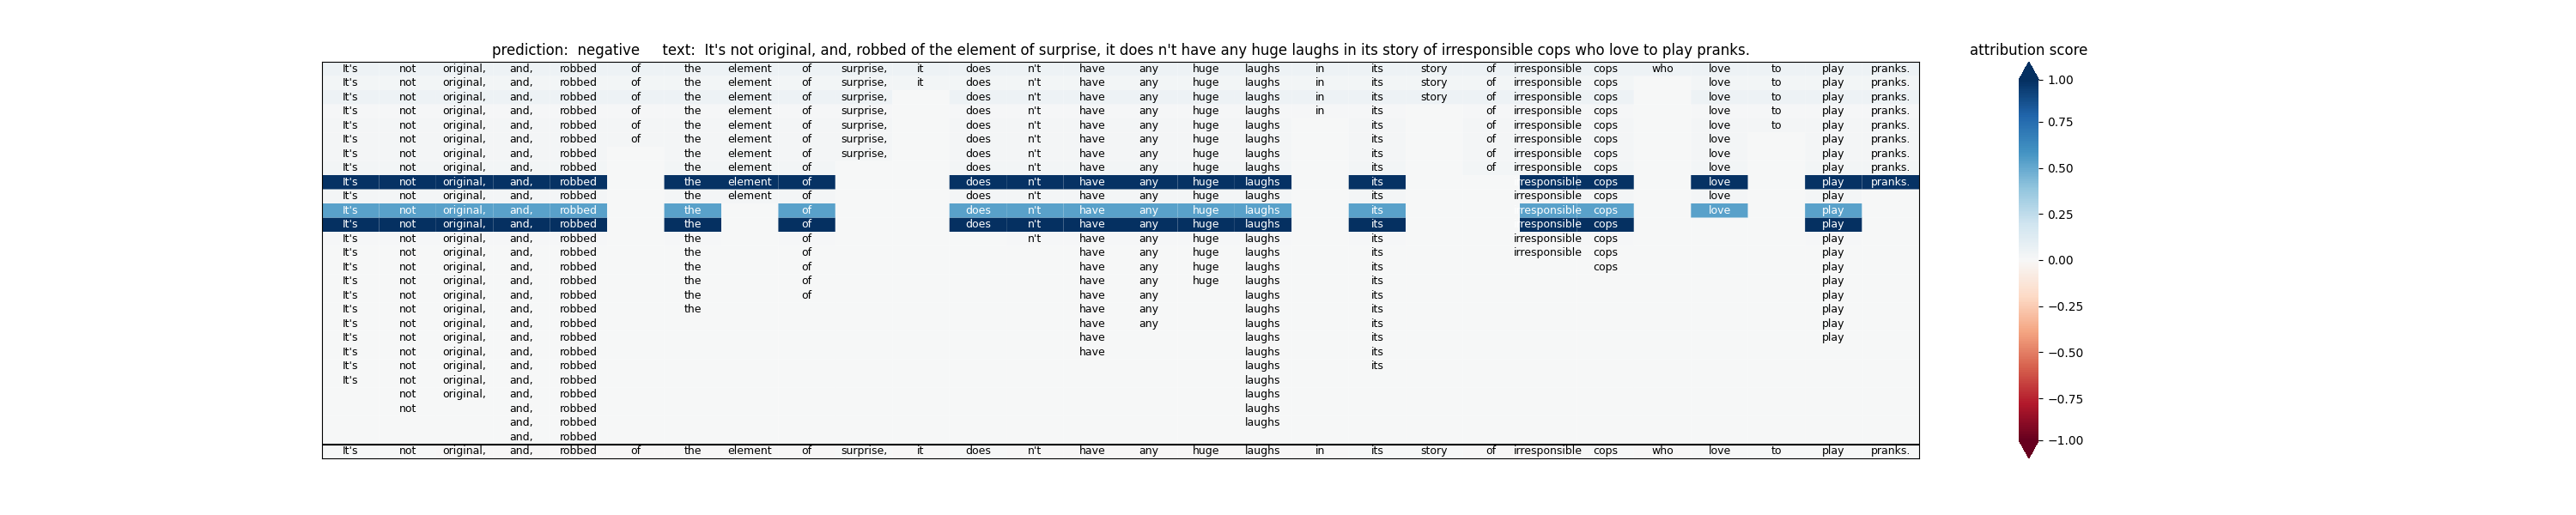 prediction:  negative     text:  It's not original, and, robbed of the element of surprise, it does n't have any huge laughs in its story of irresponsible cops who love to play pranks.
attribution score
It's not original, and, robbed of the element of surprise, it does n't have any huge laughs in its story of irresponsible cops who love to play pranks.
It's not original, and, robbed of the element of surprise, it does n't have any huge laughs in its story of irresponsible cops love to play pranks.
It's not original, and, robbed of the element of surprise, does n't have any huge laughs in its story of irresponsible cops love to play pranks.
It's not original, and, robbed of the element of surprise, does n't have any huge laughs in its of irresponsible cops love to play pranks.
It's not original, and, robbed of the element of surprise, does n't have any huge laughs its of irresponsible cops love to play pranks.
It's not original, and, robbed of the element of surprise, does n't have any huge laughs its of irresponsible cops love play pranks.
It's not original, and, robbed the element of surprise, does n't have any huge laughs its of irresponsible cops love play pranks.
It's not original, and, robbed the element of does n't have any huge laughs its of irresponsible cops love play pranks.
It's not original, and, robbed the element of does n't have any huge laughs its rresponsible cops love play pranks.
It's not original, and, robbed the element of does n't have any huge laughs its irresponsible cops love play
It's not original, and, robbed the of does n't have any huge laughs its rresponsible cops love play
It's not original, and, robbed the of does n't have any huge laughs its rresponsible cops play
It's not original, and, robbed the of n't have any huge laughs its irresponsible cops play
It's not original, and, robbed the of have any huge laughs its irresponsible cops play
It's not original, and, robbed the of have any huge laughs its cops play
It's not original, and, robbed the of have any huge laughs its play
It's not original, and, robbed the of have any laughs its play
It's not original, and, robbed the have any laughs its play
It's not original, and, robbed have any laughs its play
It's not original, and, robbed have laughs its play
It's not original, and, robbed have laughs its
It's not original, and, robbed laughs its
It's not original, and, robbed laughs
not original, and, robbed laughs
not and, robbed laughs
and, robbed laughs
and, robbed
It's not original, and, robbed of the element of surprise, it does n't have any huge laughs in its story of irresponsible cops who love to play pranks.
1.00
0.75
0.50
0.25
0.00
−0.25
−0.50
−0.75
−1.00